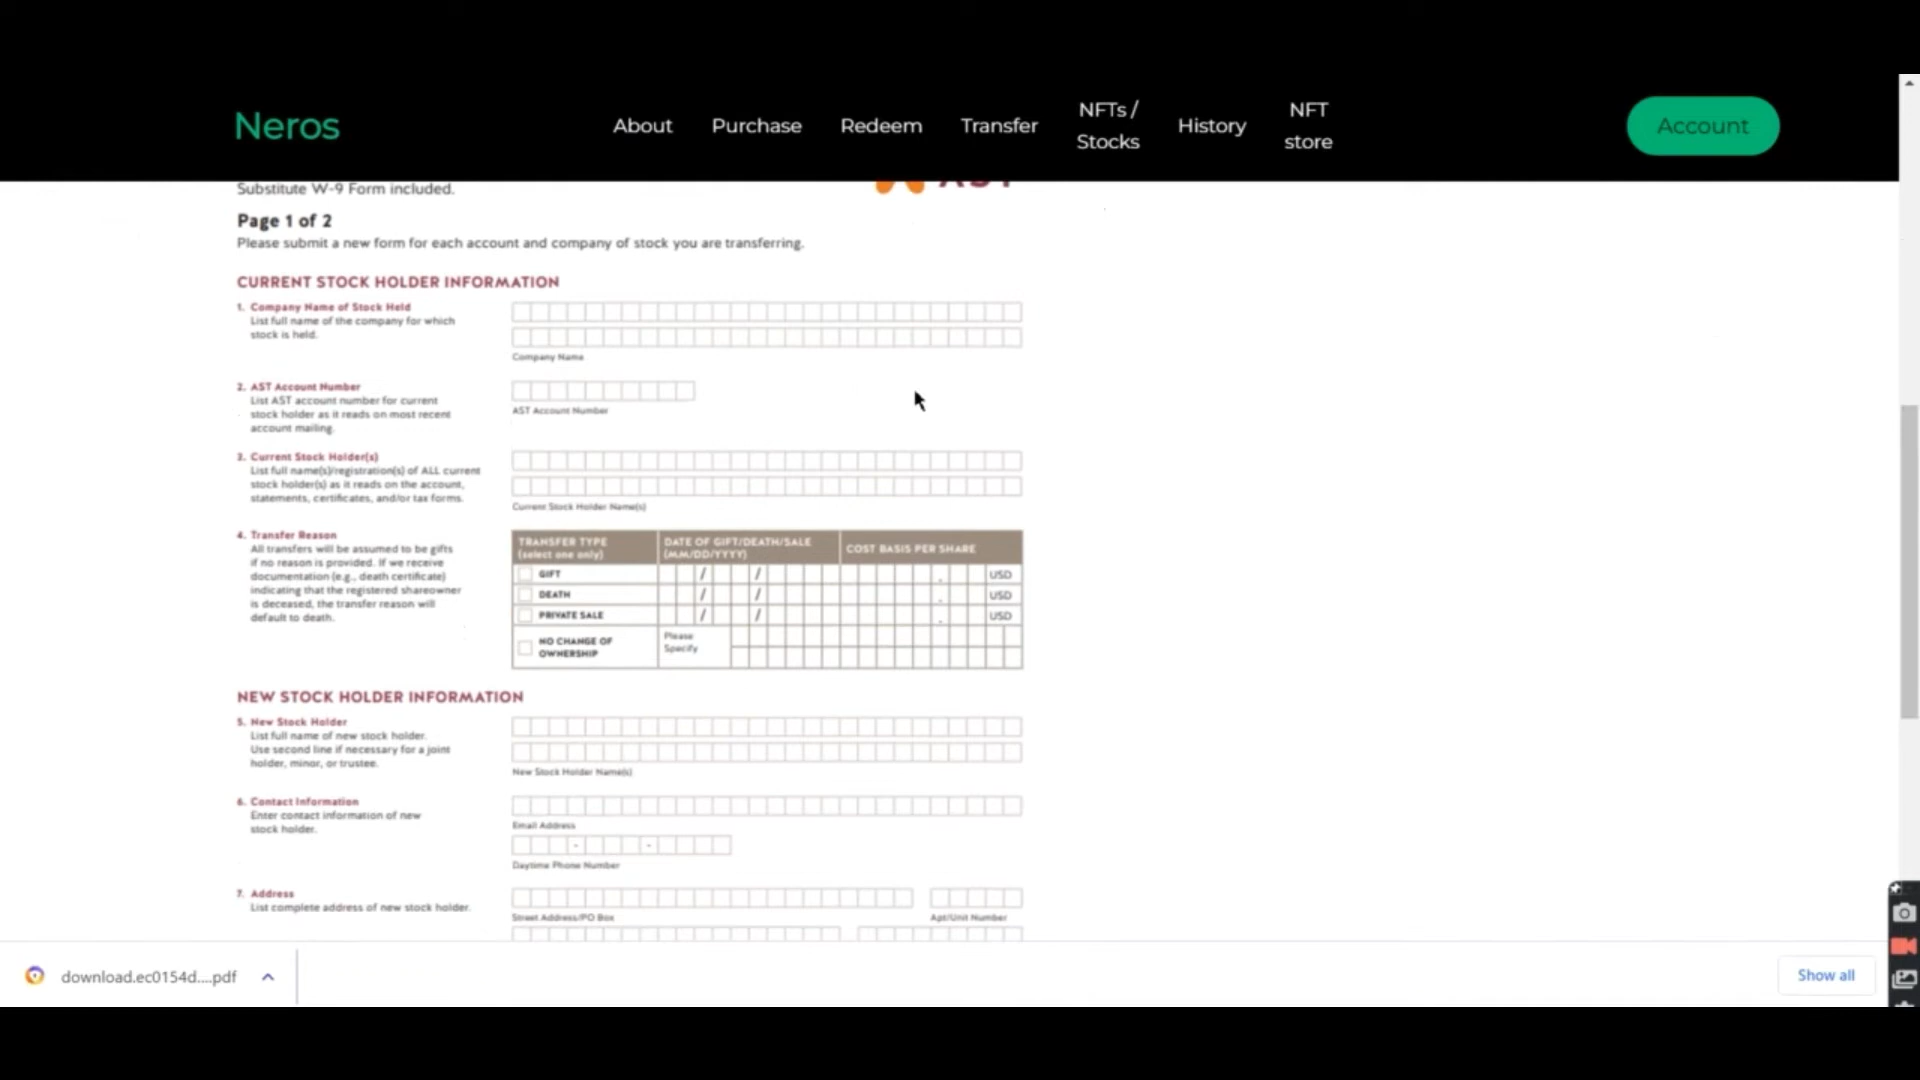 Neros
About
Purchase
Redeem
Transfer
NFTs /
Stocks
History
NFT
store
Account
Substitute W-9 Form included.
Page 1 of 2
Please submit a new form for each account and company of stock you are transferring.
CURRENT STOCK HOLDER INFORMATION
1. Company Name of Stock Held
List full name of the company for which
stock is held.
Company Name
2. AST Account Number
List AST account number for current
stock holder as it reads on most recent
account mailing.
AST Account Number
3. Current Stock Holder(s)
List full name(s)/registration(s) of ALL current
stock holder(s) as it reads on the account,
statements, certificates, and/or tax forms.
Current Stock Holder Name(s)
4. Transfer Reason
All transfers will be assumed to be gifts
if no reason is provided. If we receive
documentation (e.g., death certificate)
indicating that the registered shareowner
is deceased, the transfer reason will
default to death.
TRANSFER TYPE
(select one only)
DATE OF GIFT/DEATH/SALE
(MM/DD/YYYY)
COST BASIS PER SHARE
GIFT / / . USD
DEATH / / . USD
PRIVATE SALE / / . USD
NO CHANGE OF
OWNERSHIP
Please
Specify
NEW STOCK HOLDER INFORMATION
5. New Stock Holder
List full name of new stock holder.
Use second line if necessary for a joint
holder, minor, or trustee.
New Stock Holder Name(s)
6. Contact Information
Enter contact information of new
stock holder.
Email Address
- -
Daytime Phone Number
7. Address
List complete address of new stock holder.
Street Address/PO Box
Apt/Unit Number
download.ec0154d....pdf
Show all